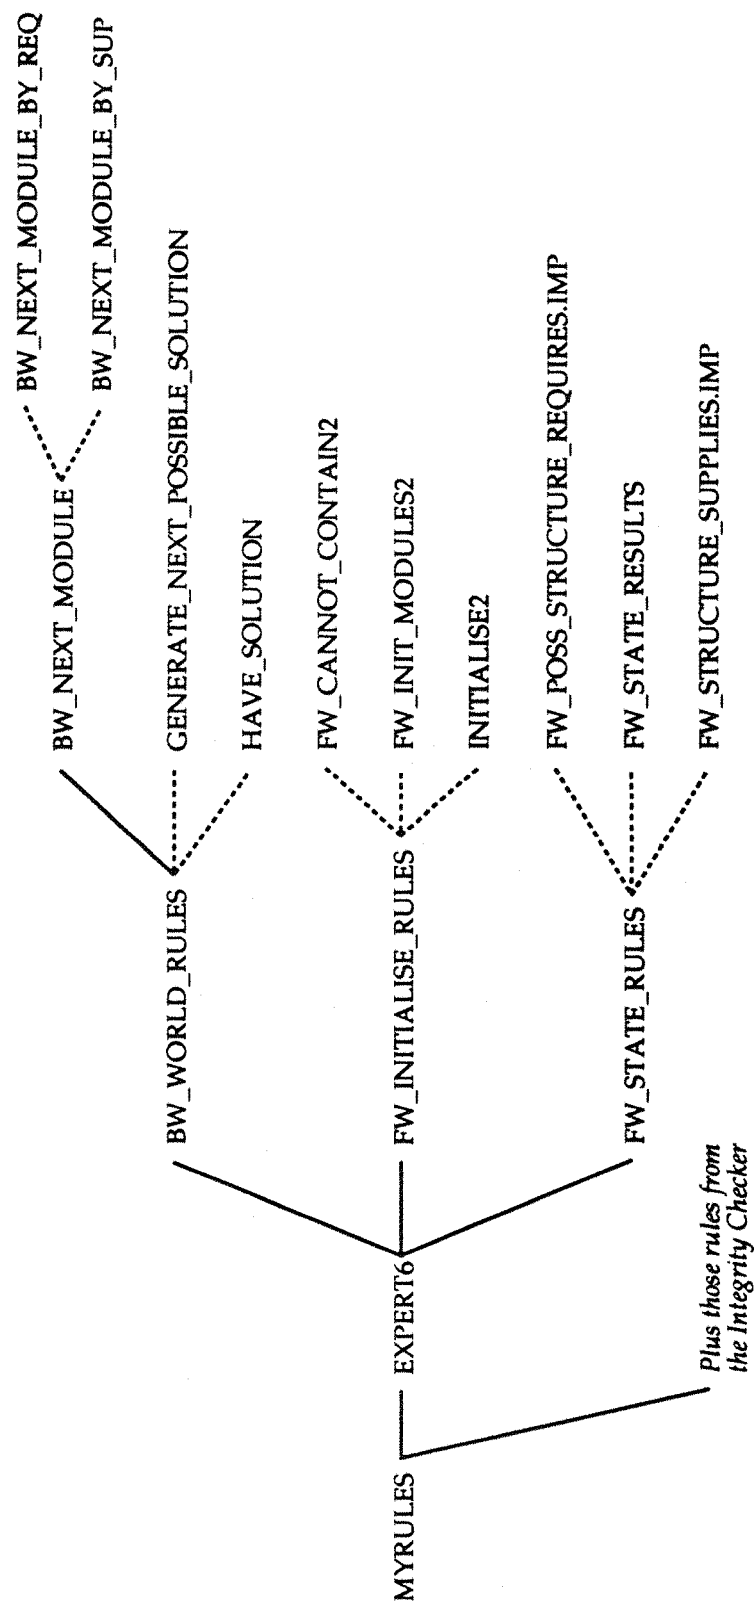 BW_NEXT_MODULE_BY_REQ
BW_NEXT_MODULE
BW_NEXT_MODULE_BY_SUP
BW_WORLD_RULES
GENERATE_NEXT_POSSIBLE_SOLUTION
HAVE_SOLUTION
FW_CANNOT_CONTAIN2
MYRULES
EXPERT6
FW_INITIALISE_RULES
FW_INIT_MODULES2
INITIALISE2
FW_POSS_STRUCTURE_REQUIRES.IMP
FW_STATE_RULES
FW_STATE_RESULTS
FW_STRUCTURE_SUPPLIES.IMP
Plus those rules from
the Integrity Checker